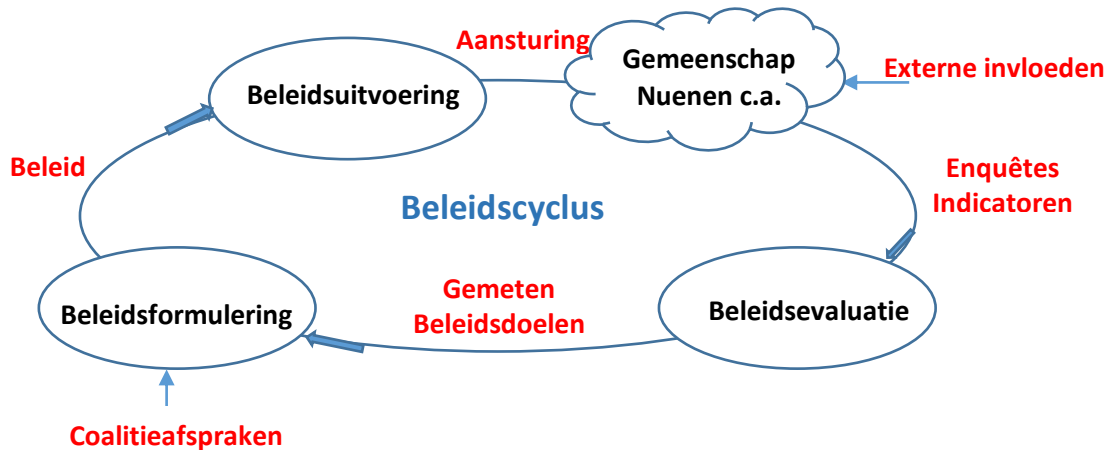 Aansturing
Gemeenschap
Nuenen c.a.
Externe invloeden
Beleidsuitvoering
Beleid
Enquêtes
Indicatoren
Beleidscyclus
Gemeten
Beleidsdoelen
Beleidsformulering
Beleidsevaluatie
Coalitieafspraken